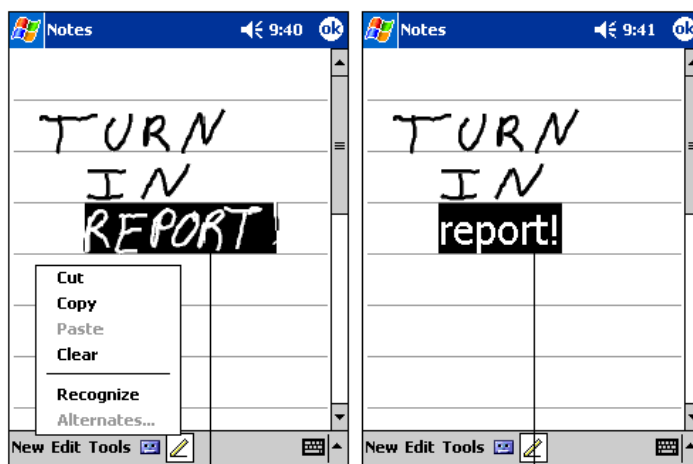 Notes 9:40 ok
TURN
IN
REPORT!
Cut
Copy
Paste
Clear
Recognize
Alternates...
New Edit Tools
Notes 9:41 ok
TURN
IN
report!
New Edit Tools